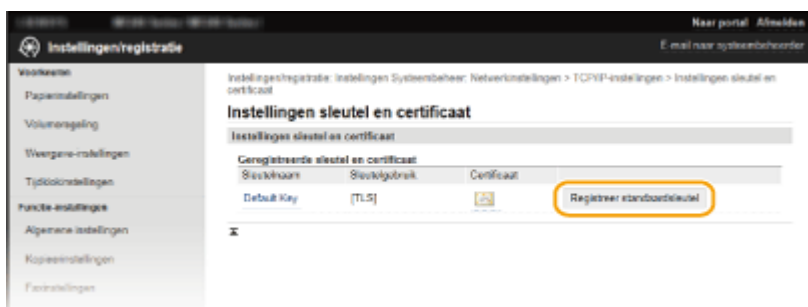 Naar portal Afmelden
Instellingen/registratie
E-mail naar systeembeheerder
Voorkeuren
Papierinstellingen
Volumeregeling
Weergave-instellingen
Tijdklokinstellingen
Functie-instellingen
Algemene instellingen
Kopieerinstellingen
Faxinstellingen
Instellingen/registratie: Instellingen Systeembeheer: Netwerkinstellingen > TCP/IP-instellingen > Instellingen sleutel en
certificaat
Instellingen sleutel en certificaat
Instellingen sleutel en certificaat
Geregistreerde sleutel en certificaat
Sleutelnaam Sleutelgebruik Certificaat
Default Key [TLS] Registreer standaardsleutel